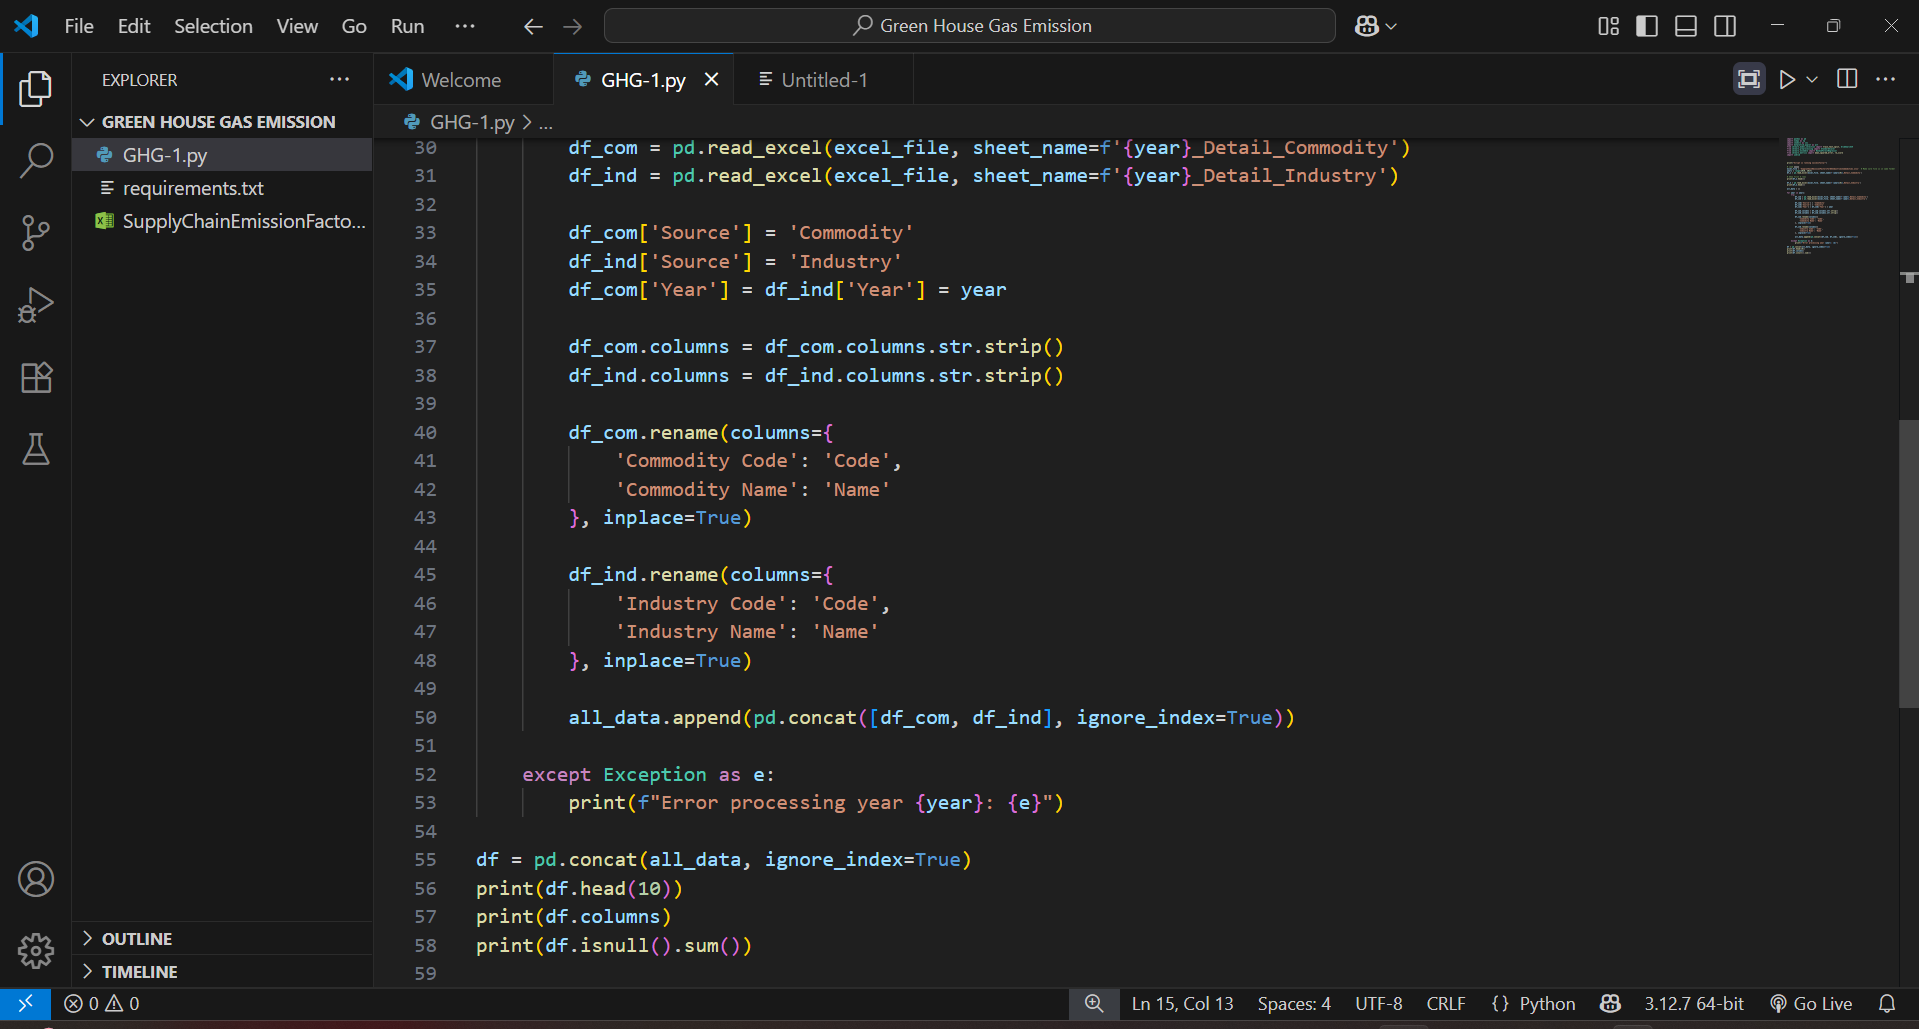 File Edit Selection View Go Run ···
Green House Gas Emission
EXPLORER ···
Welcome
GHG-1.py
Untitled-1
GREEN HOUSE GAS EMISSION
GHG-1.py
requirements.txt
SupplyChainEmissionFacto...
GHG-1.py > ...
30 df_com = pd.read_excel(excel_file, sheet_name=f'{year}_Detail_Commodity')
31 df_ind = pd.read_excel(excel_file, sheet_name=f'{year}_Detail_Industry')
32
33 df_com['Source'] = 'Commodity'
34 df_ind['Source'] = 'Industry'
35 df_com['Year'] = df_ind['Year'] = year
36
37 df_com.columns = df_com.columns.str.strip()
38 df_ind.columns = df_ind.columns.str.strip()
39
40 df_com.rename(columns={
41 'Commodity Code': 'Code',
42 'Commodity Name': 'Name'
43 }, inplace=True)
44
45 df_ind.rename(columns={
46 'Industry Code': 'Code',
47 'Industry Name': 'Name'
48 }, inplace=True)
49
50 all_data.append(pd.concat([df_com, df_ind], ignore_index=True))
51
52 except Exception as e:
53 print(f"Error processing year {year}: {e}")
54
55 df = pd.concat(all_data, ignore_index=True)
56 print(df.head(10))
57 print(df.columns)
58 print(df.isnull().sum())
59
OUTLINE
TIMELINE
0 0
Ln 15, Col 13 Spaces: 4 UTF-8 CRLF {} Python 3.12.7 64-bit Go Live